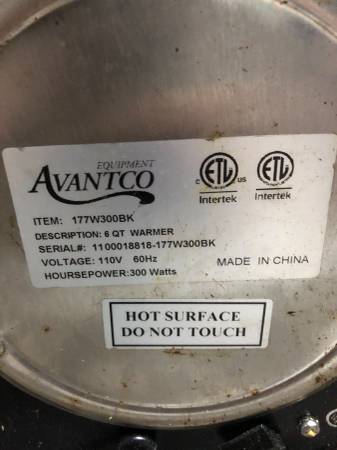 EQUIPMENT
AVANTCO
C ETL US
Intertek
ETL
Intertek
ITEM: 177W300BK
DESCRIPTION: 6 QT WARMER
SERIAL#: 1100018818-177W300BK
VOLTAGE: 110V 60Hz
HOURSEPOWER: 300 Watts
MADE IN CHINA
HOT SURFACE
DO NOT TOUCH